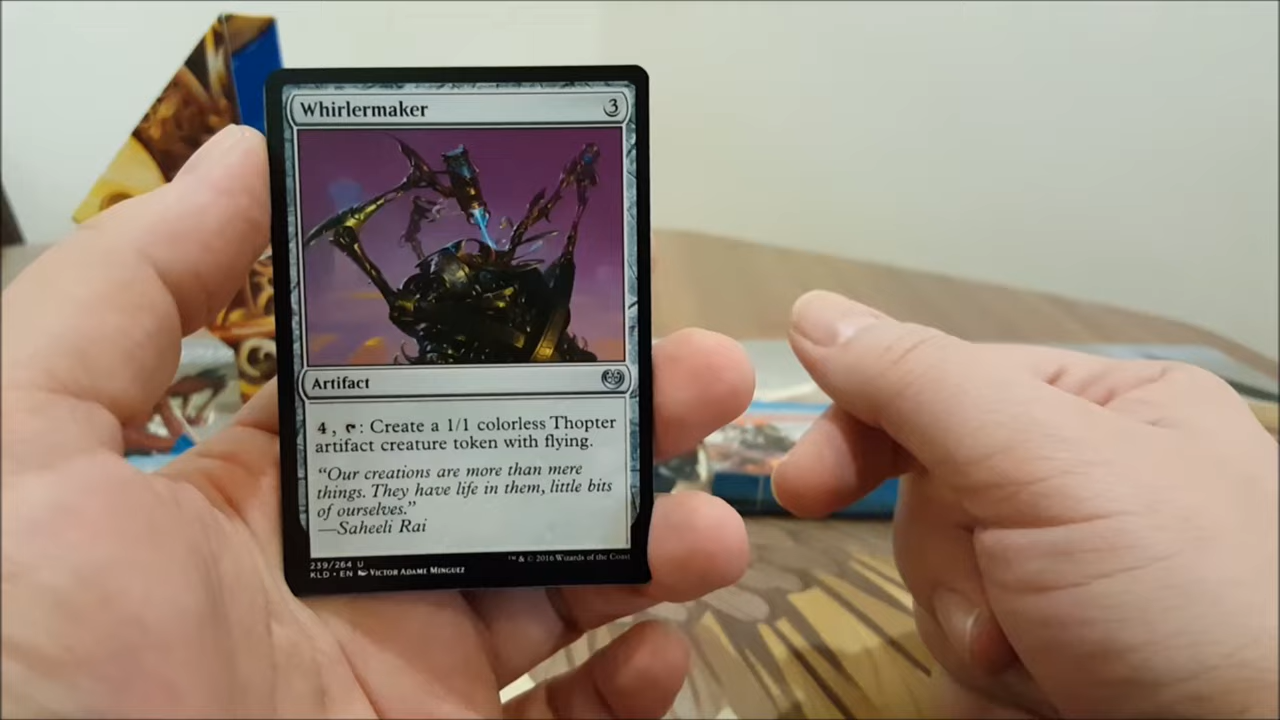 Whirlermaker 3
Artifact
4, T: Create a 1/1 colorless Thopter
artifact creature token with flying.
“Our creations are more than mere
things. They have life in them, little bits
of ourselves.”
—Saheeli Rai
239/264 U
KLD • EN VICTOR ADAME MINGUEZ
™ & © 2016 Wizards of the Coast